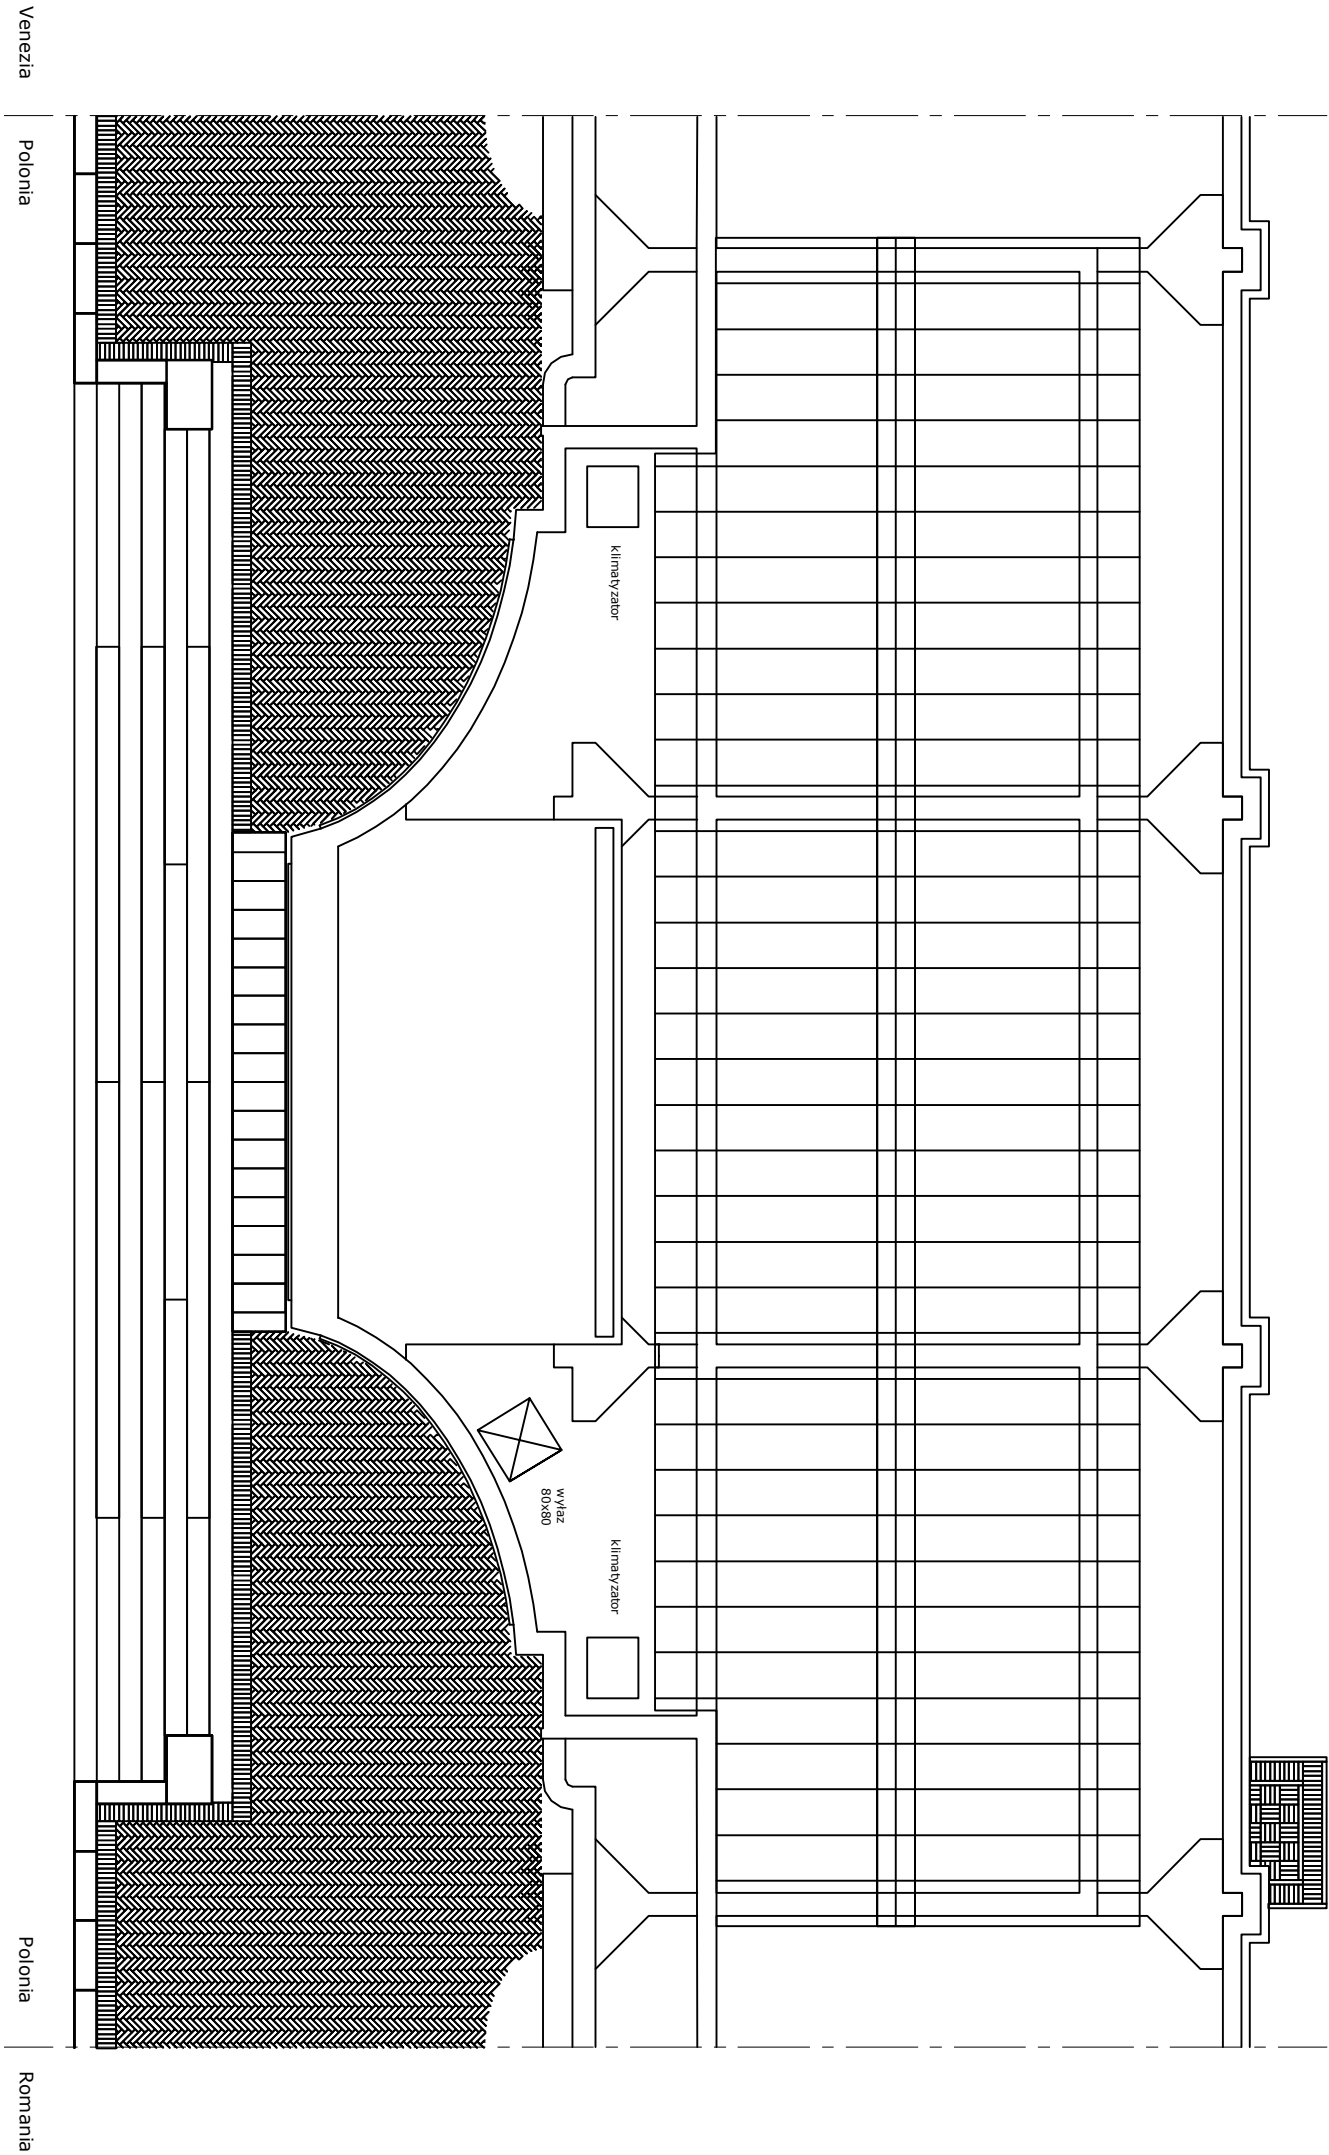 Venezia
Polonia
klimatyzator
wyłaz
80x80
klimatyzator
Polonia
Romania